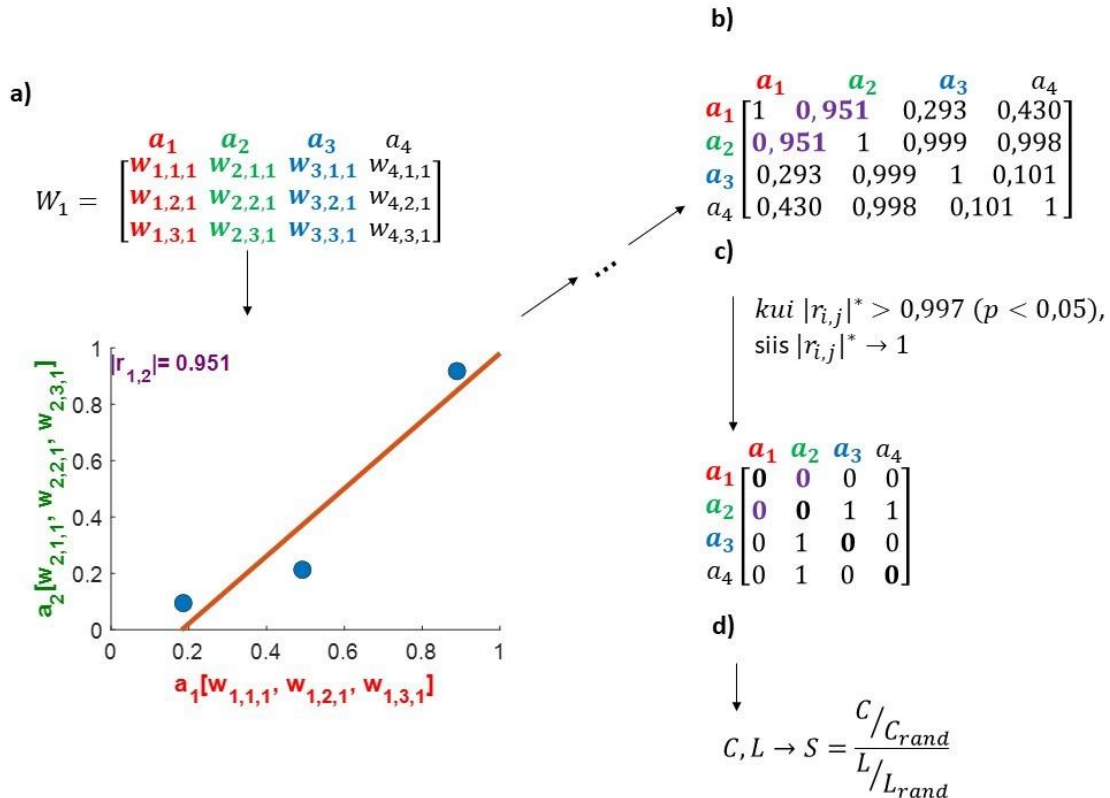 a)
a₁ a₂ a₃ a₄
W₁ = [w₁,₁,₁ w₂,₁,₁ w₃,₁,₁ w₄,₁,₁
w₁,₂,₁ w₂,₂,₁ w₃,₂,₁ w₄,₂,₁
w₁,₃,₁ w₂,₃,₁ w₃,₃,₁ w₄,₃,₁]
|r₁,₂|= 0.951
1
0.8
0.6
0.4
0.2
0
0 0.2 0.4 0.6 0.8 1
a₂[w₂,₁,₁, w₂,₂,₁, w₂,₃,₁]
a₁[w₁,₁,₁, w₁,₂,₁, w₁,₃,₁]
...
b)
a₁ a₂ a₃ a₄
a₁ [1 0,951 0,293 0,430
a₂ 0,951 1 0,999 0,998
a₃ 0,293 0,999 1 0,101
a₄ 0,430 0,998 0,101 1]
c)
kui |rᵢ,ⱼ|* > 0,997 (p < 0,05),
siis |rᵢ,ⱼ|* → 1
a₁ a₂ a₃ a₄
a₁ [0 0 0 0
a₂ 0 0 1 1
a₃ 0 1 0 0
a₄ 0 1 0 0]
d)
C, L → S = (C/C_rand)/(L/L_rand)